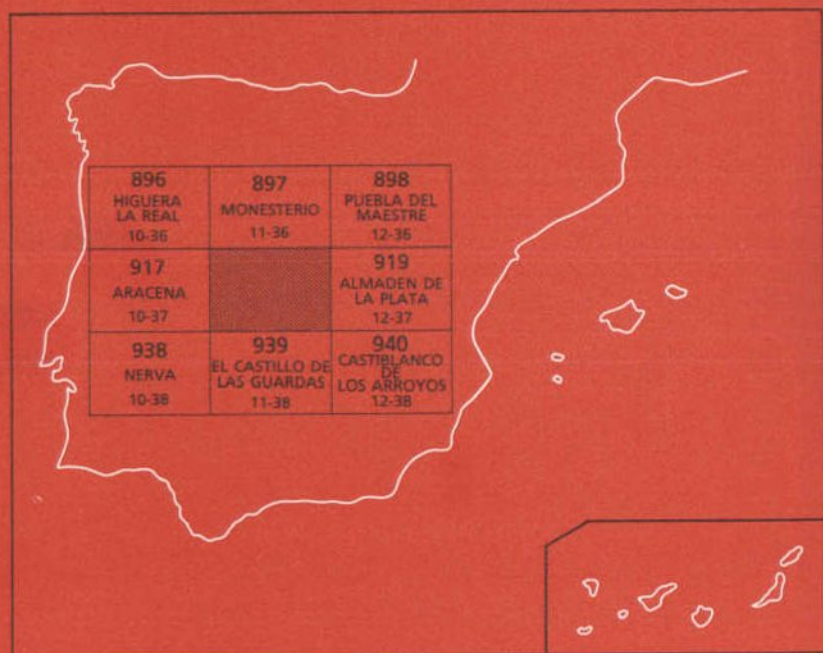 896
HIGUERA
LA REAL
10-36
897
MONESTERIO
11-36
898
PUEBLA DEL
MAESTRE
12-36
917
ARACENA
10-37
919
ALMADEN DE
LA PLATA
12-37
938
NERVA
10-38
939
EL CASTILLO DE
LAS GUARDAS
11-38
940
CASTIBLANCO
DE
LOS ARROYOS
12-38